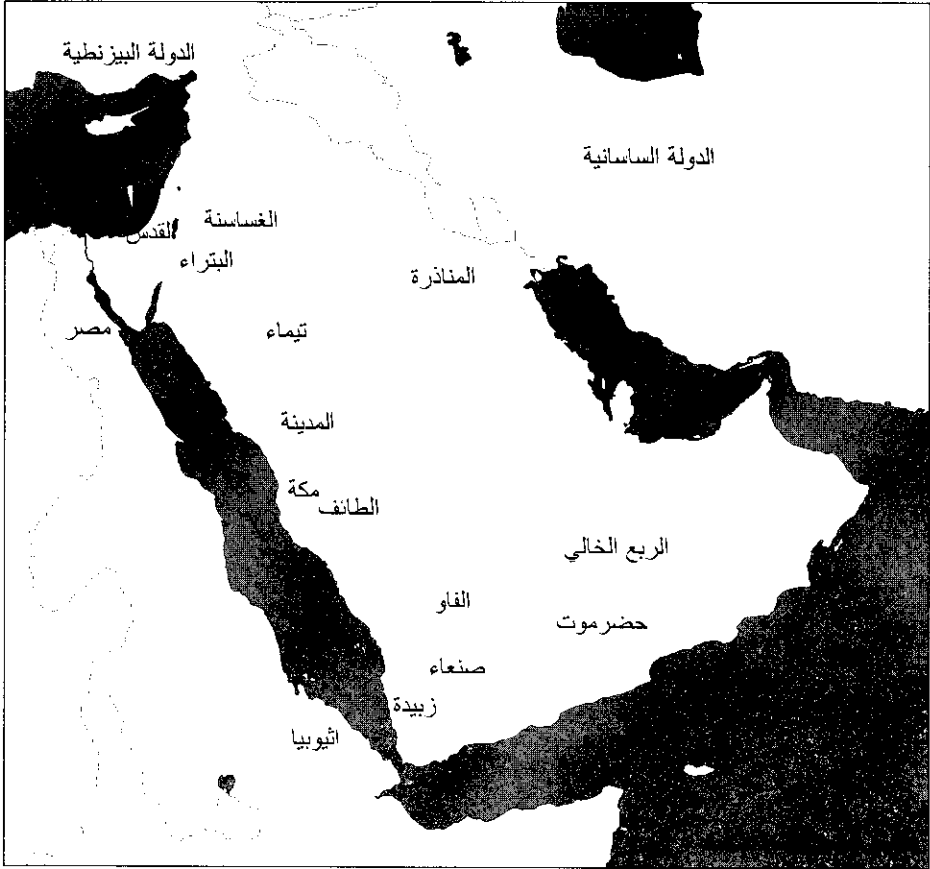 الدولة البيزنطية
الدولة الساسانية
الغساسنة
القدس
البتراء
المناذرة
مصر
تيماء
المدينة
مكة
الطائف
الربع الخالي
الفاو
حضرموت
صنعاء
زبيدة
اثيوبيا